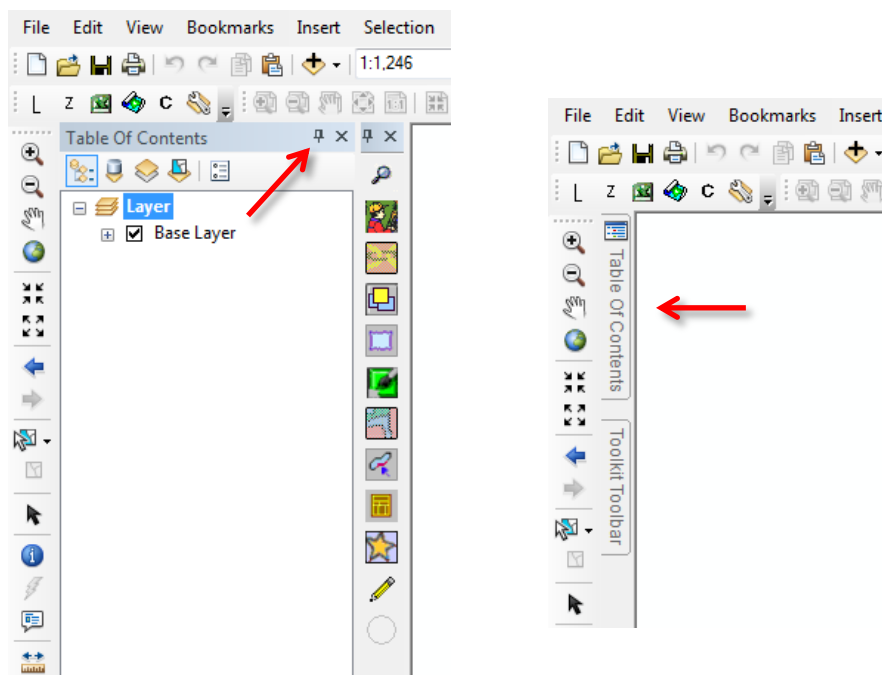 File Edit View Bookmarks Insert Selection
1:1,246
L Z C
Table Of Contents
Layer
Base Layer
File Edit View Bookmarks Insert
L Z C
Table Of Contents
Toolkit Toolbar